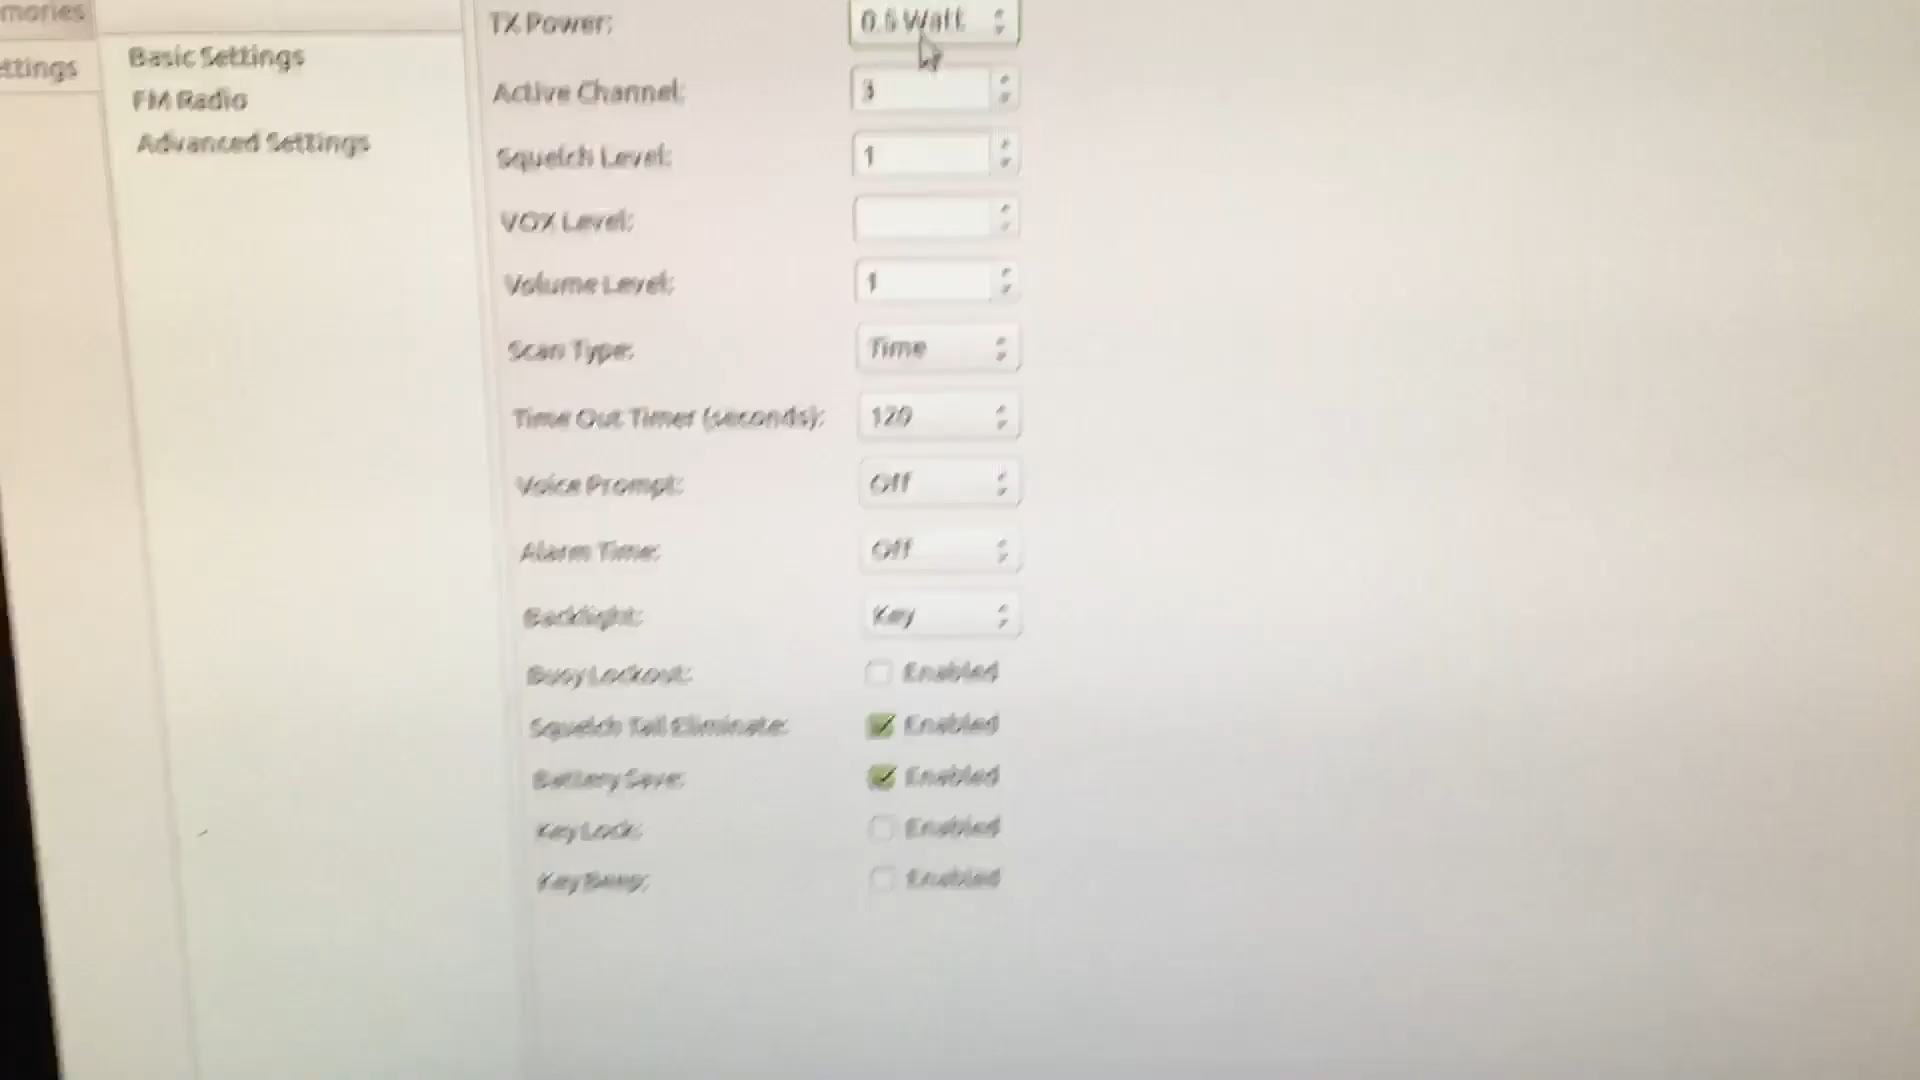 mories
ettings
Basic Settings
FM Radio
Advanced Settings
TX Power: 0.5 Watt
Active Channel: 3
Squelch Level: 1
VOX Level:
Volume Level: 1
Scan Type: Time
Time Out Timer (seconds): 120
Voice Prompt: Off
Alarm Time: Off
Backlight: Key
Busy Lockout: Enabled
Squelch Tail Eliminate: Enabled
Battery Save: Enabled
Key Lock: Enabled
Key Beep: Enabled